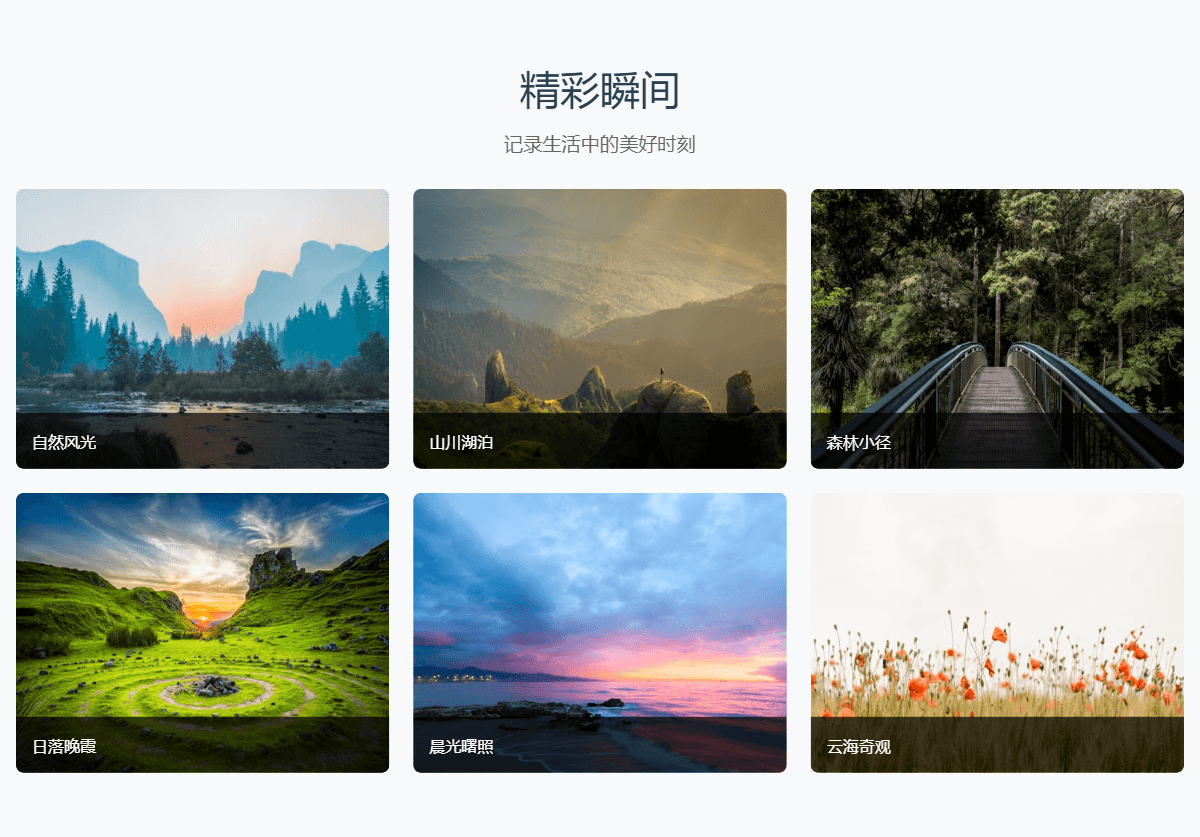 精彩瞬间
记录生活中的美好时刻
自然风光
山川湖泊
森林小径
日落晚霞
晨光曙照
云海奇观